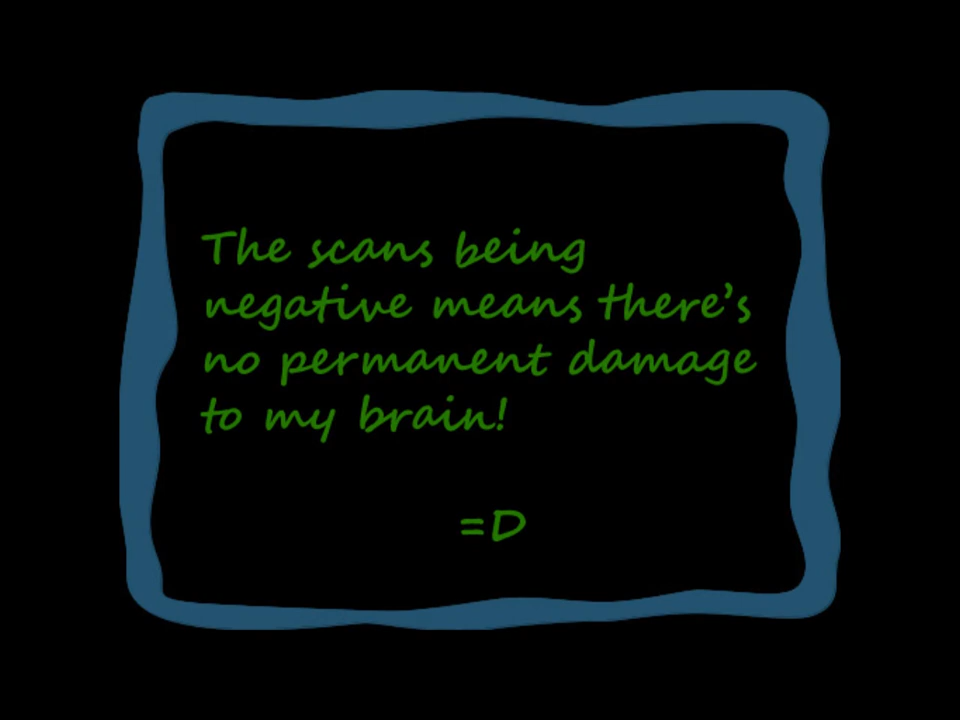 The scans being
negative means there's
no permanent damage
to my brain!
=D